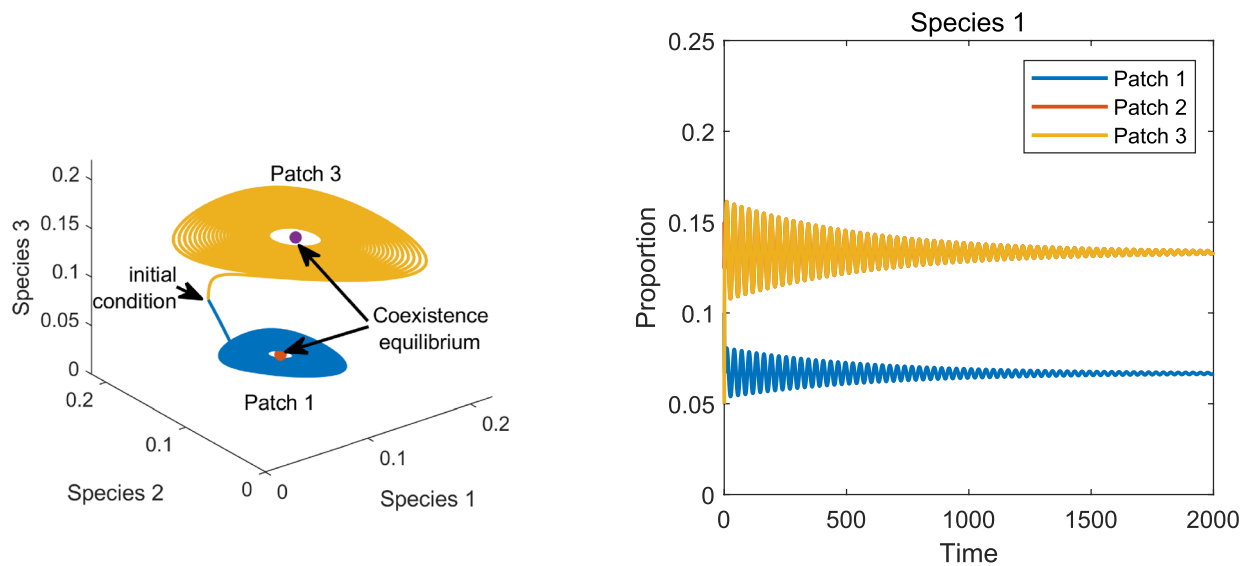 Patch 3
0.2
0.15
0.1
0.05
0
Species 3
initial
condition
Coexistence
equilibrium
Patch 1
0.2
0.1
0
Species 2
0
0.1
0.2
Species 1
Species 1
0.25
0.2
0.15
0.1
0.05
0
Proportion
Patch 1
Patch 2
Patch 3
0
500
1000
1500
2000
Time